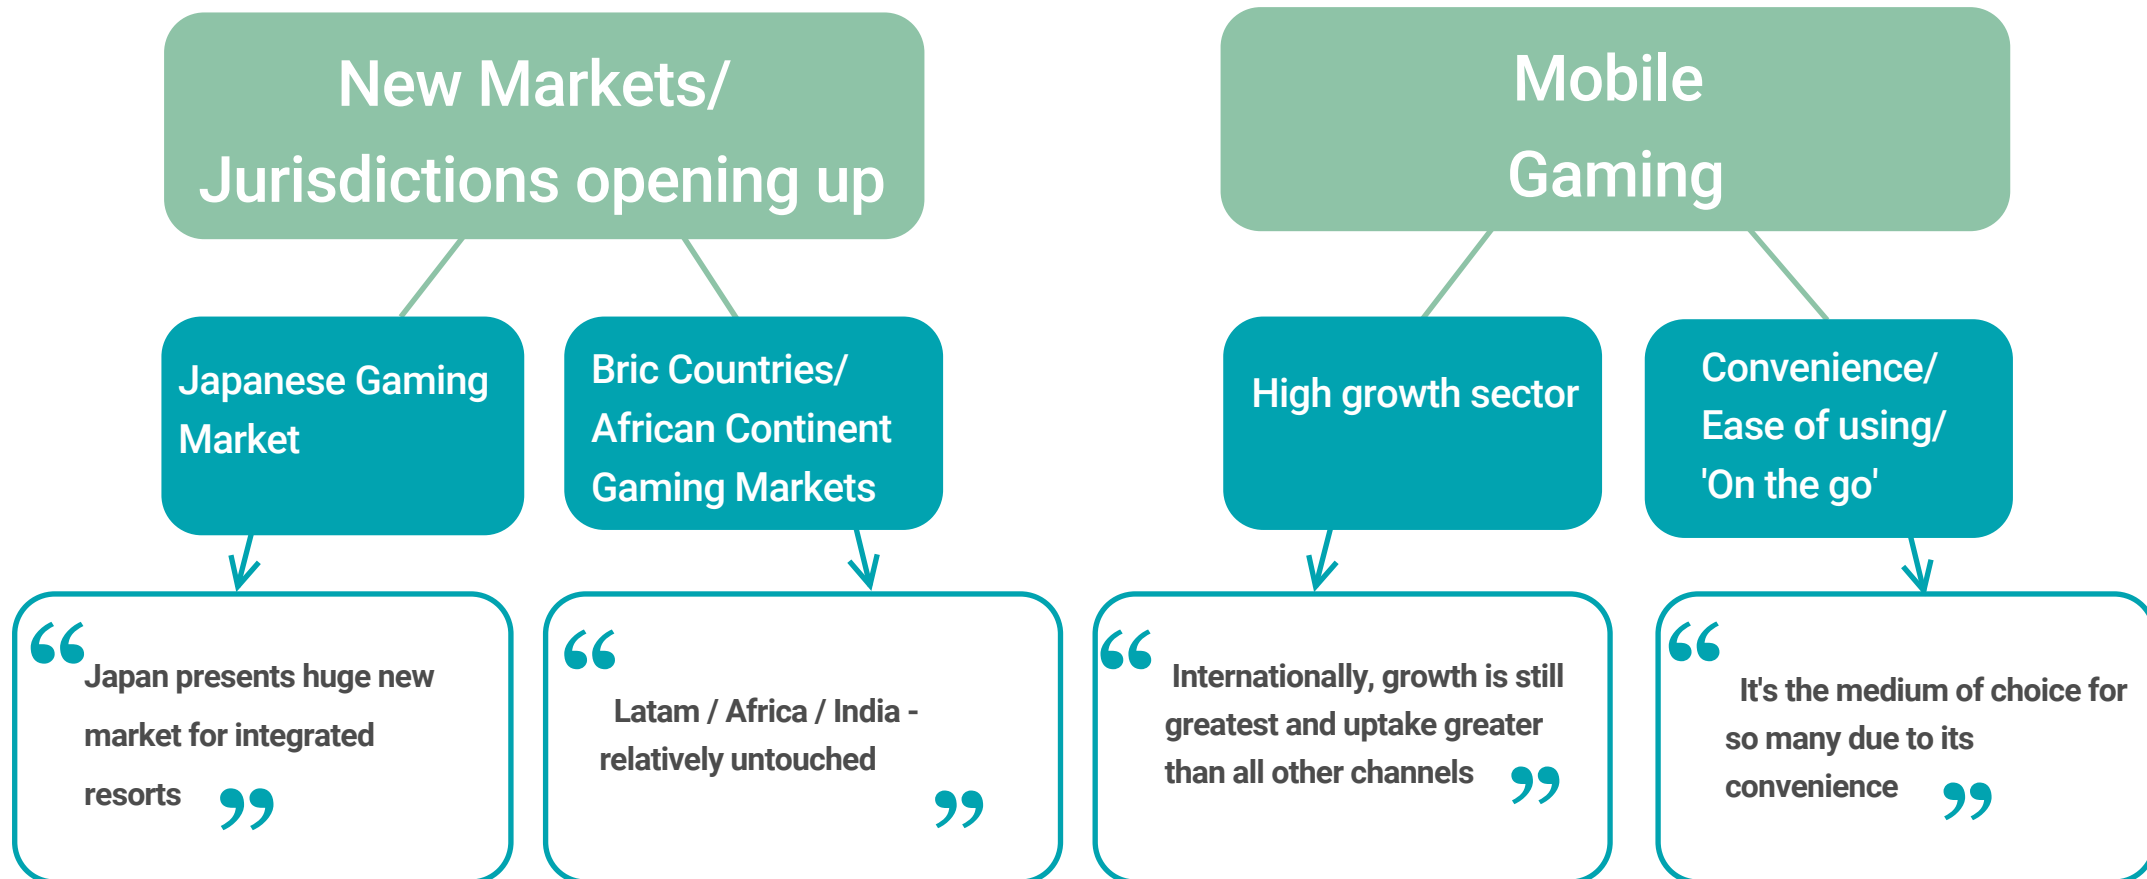 New Markets/
Jurisdictions opening up
Mobile
Gaming
Japanese Gaming
Market
Bric Countries/
African Continent
Gaming Markets
High growth sector
Convenience/
Ease of using/
'On the go'
“Japan presents huge new
market for integrated
resorts ”
“ Latam / Africa / India -
relatively untouched ”
“ Internationally, growth is still
greatest and uptake greater
than all other channels ”
“ It's the medium of choice for
so many due to its
convenience ”